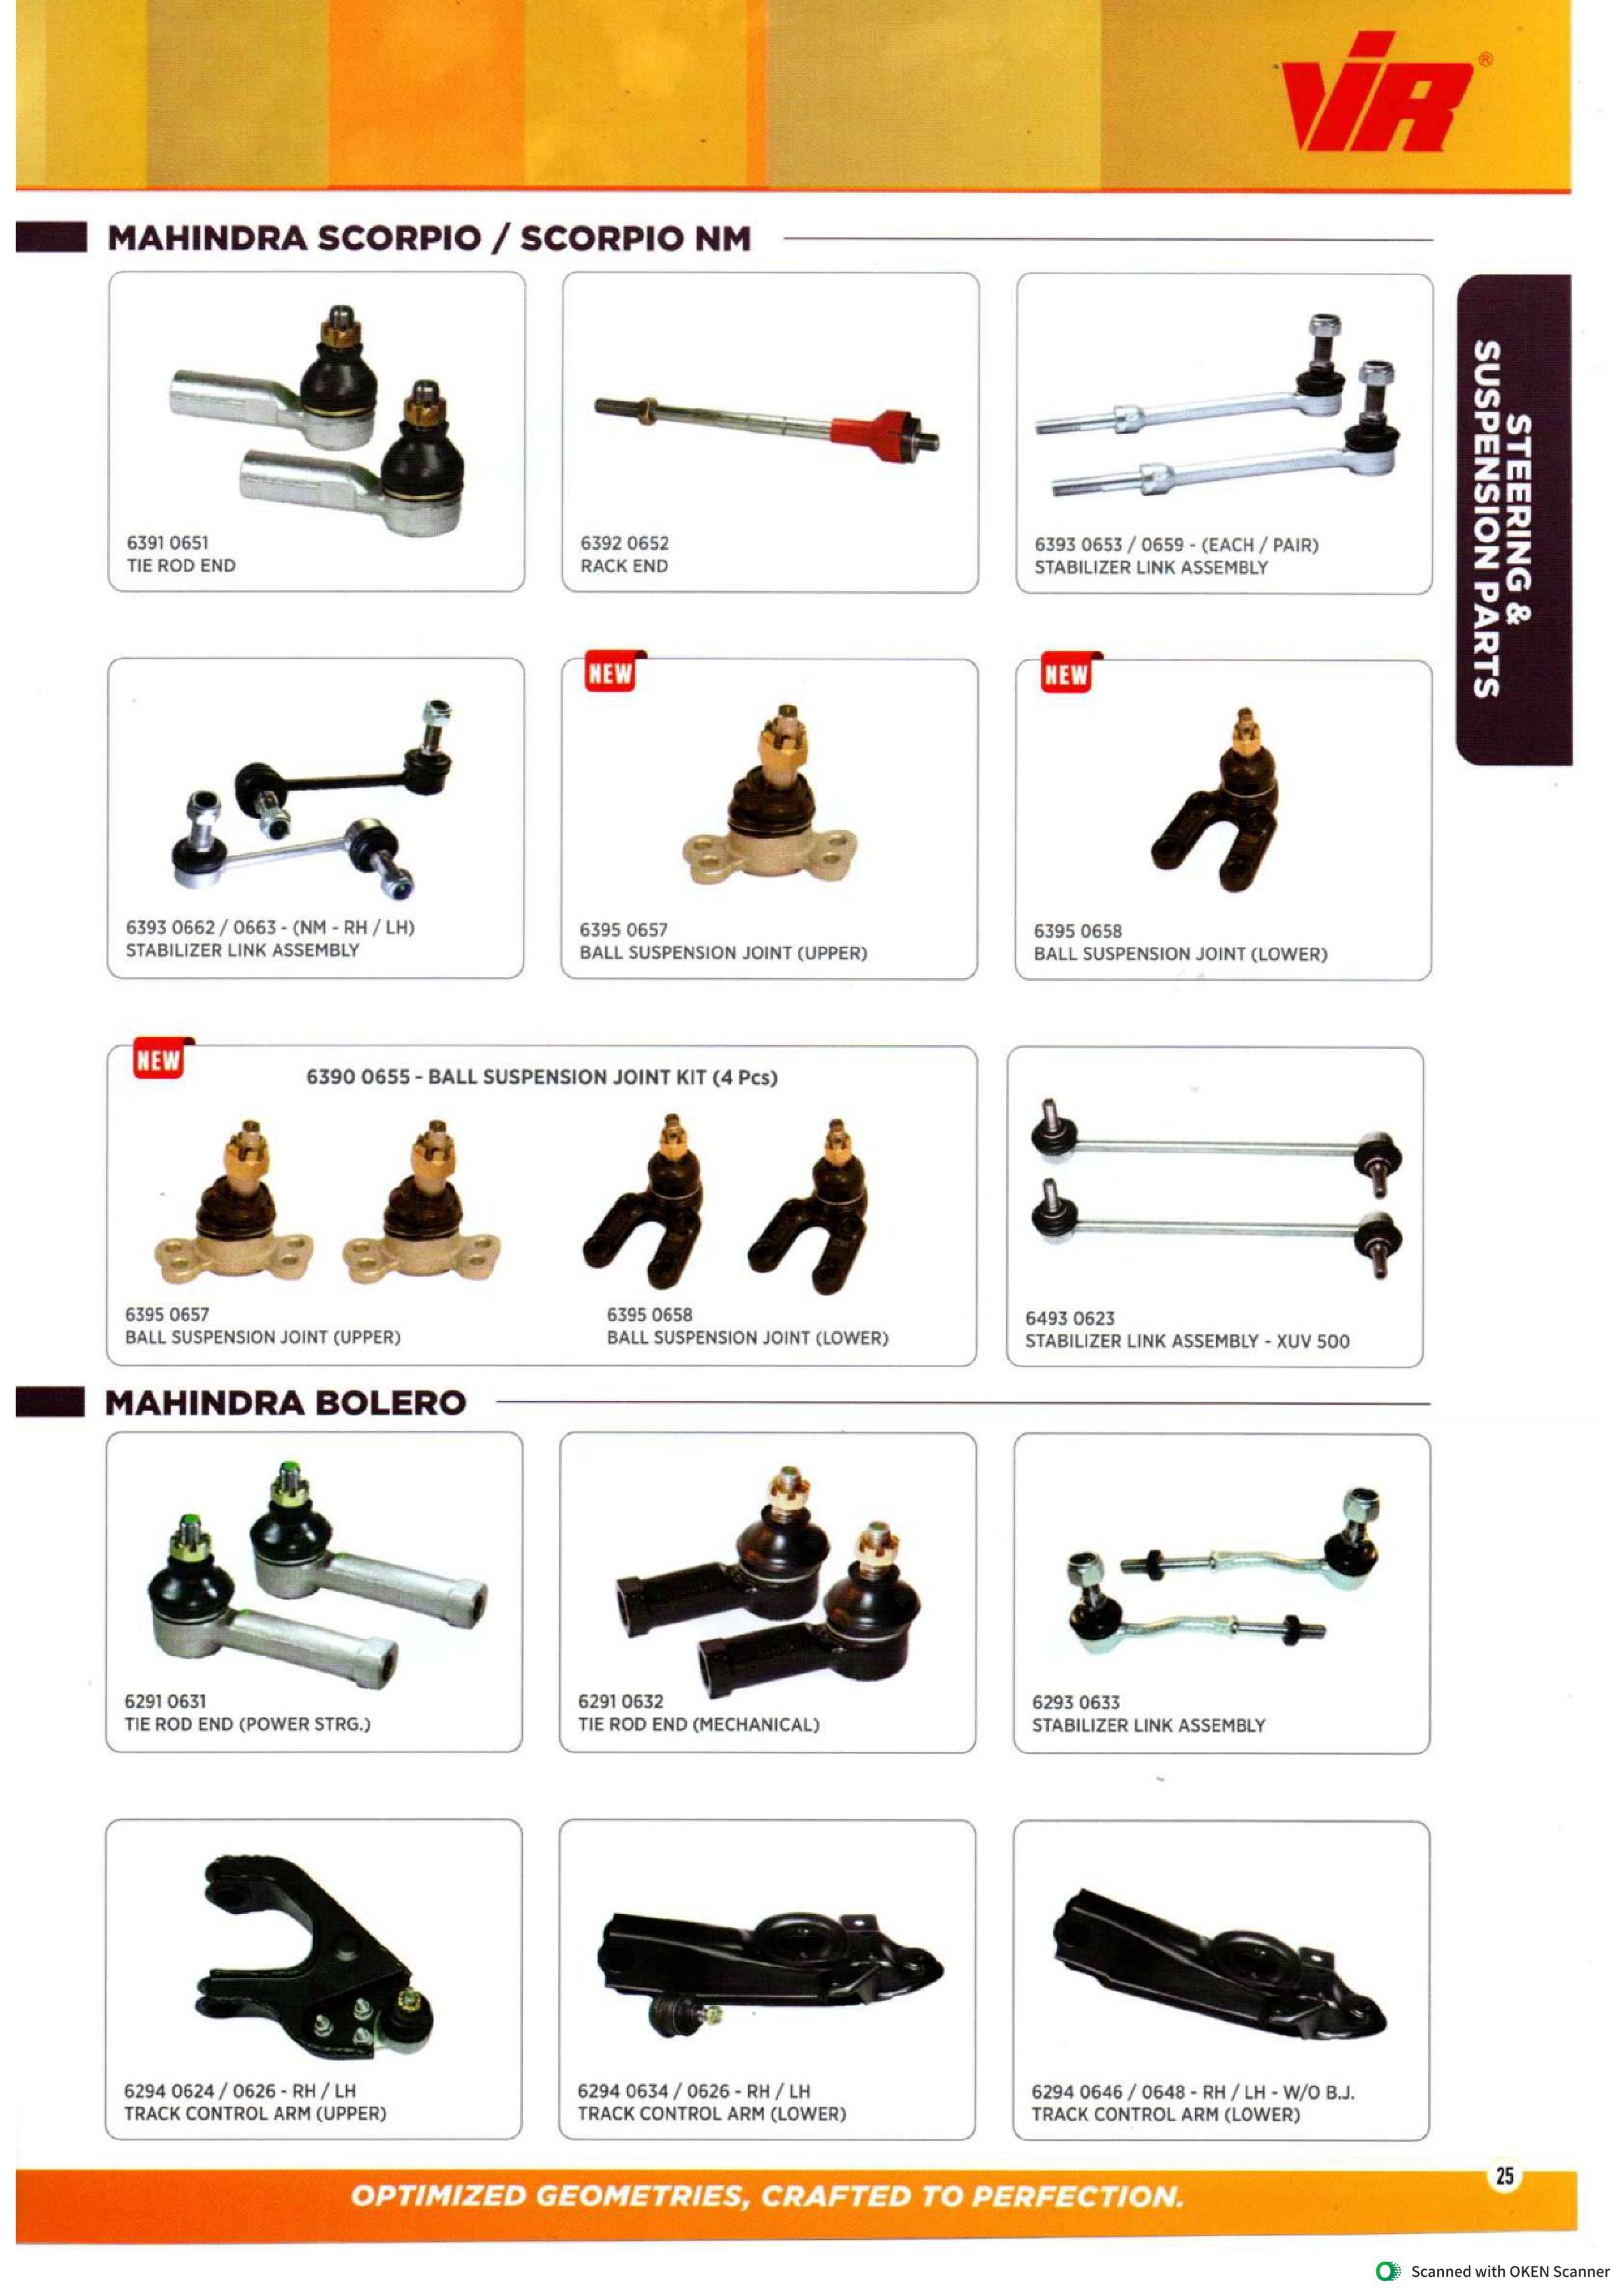 VIR®
MAHINDRA SCORPIO / SCORPIO NM
STEERING &
SUSPENSION PARTS
6391 0651
TIE ROD END
6392 0652
RACK END
6393 0653 / 0659 - (EACH / PAIR)
STABILIZER LINK ASSEMBLY
6393 0662 / 0663 - (NM - RH / LH)
STABILIZER LINK ASSEMBLY
NEW
6395 0657
BALL SUSPENSION JOINT (UPPER)
NEW
6395 0658
BALL SUSPENSION JOINT (LOWER)
NEW
6390 0655 - BALL SUSPENSION JOINT KIT (4 Pcs)
6395 0657
BALL SUSPENSION JOINT (UPPER)
6395 0658
BALL SUSPENSION JOINT (LOWER)
6493 0623
STABILIZER LINK ASSEMBLY - XUV 500
MAHINDRA BOLERO
6291 0631
TIE ROD END (POWER STRG.)
6291 0632
TIE ROD END (MECHANICAL)
6293 0633
STABILIZER LINK ASSEMBLY
6294 0624 / 0626 - RH / LH
TRACK CONTROL ARM (UPPER)
6294 0634 / 0626 - RH / LH
TRACK CONTROL ARM (LOWER)
6294 0646 / 0648 - RH / LH - W/O B.J.
TRACK CONTROL ARM (LOWER)
25
OPTIMIZED GEOMETRIES, CRAFTED TO PERFECTION.
Scanned with OKEN Scanner